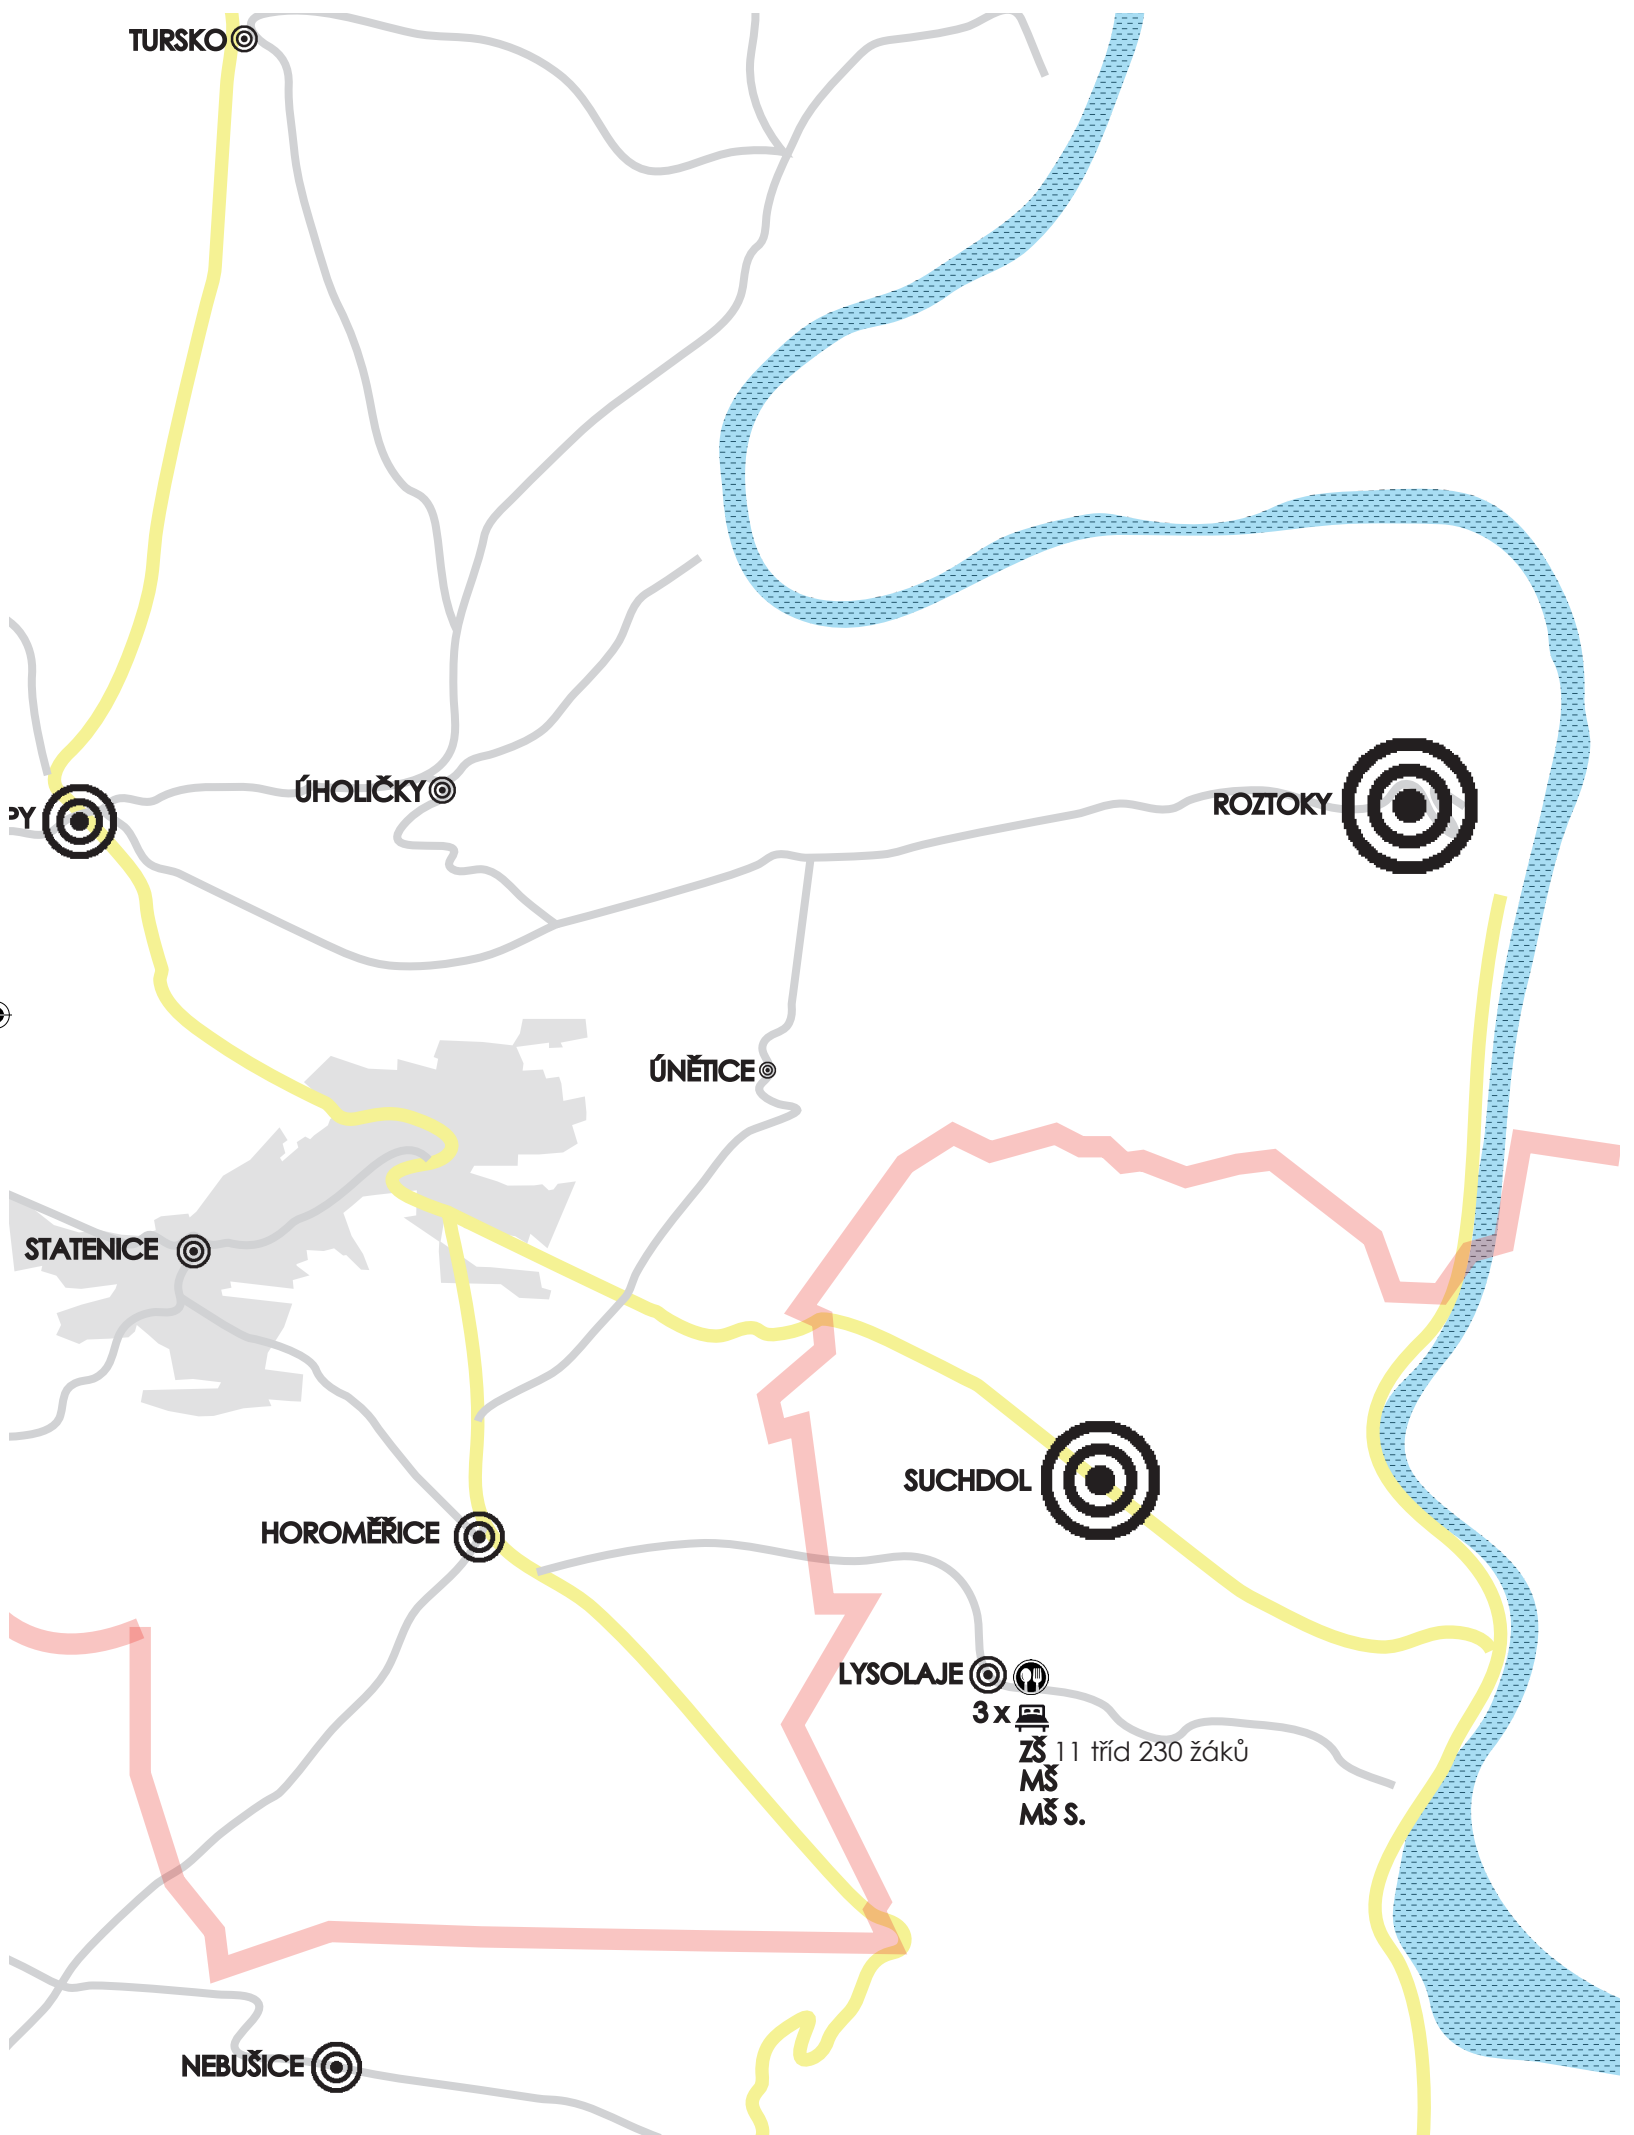 TURSKO
ÚHOLIČKY
PY
ROZTOKY
ÚNĚTICE
STATENICE
SUCHDOL
HOROMĚŘICE
LYSOLAJE
3 x
ZŠ 11 tříd 230 žáků
MŠ
MŠ S.
NEBUŠICE